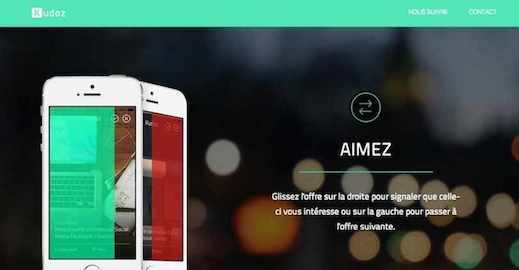 Kudoz
NOUS SUIVRE
CONTACT
AIMEZ
Glissez l'offre sur la droite pour signaler que celle-
ci vous intéresse ou sur la gauche pour passer à
l'offre suivante.